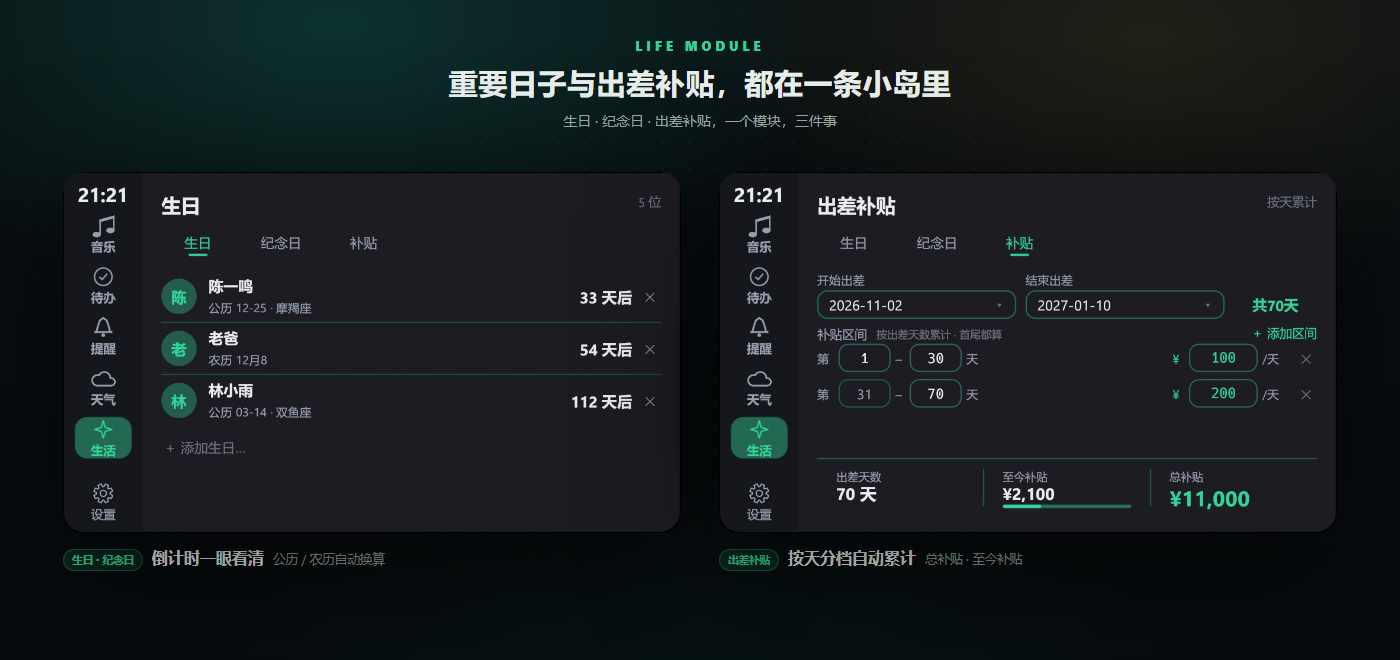 LIFE MODULE
重要日子与出差补贴，都在一条小岛里
生日 · 纪念日 · 出差补贴，一个模块，三件事
21:21
音乐
待办
提醒
天气
生活
设置
生日
5 位
生日 纪念日 补贴
陈
陈一鸣
公历 12-25 · 摩羯座
33 天后 ×
老
老爸
农历 12月8
54 天后 ×
林
林小雨
公历 03-14 · 双鱼座
112 天后 ×
+ 添加生日...
生日 · 纪念日 倒计时一眼看清 公历 / 农历自动换算
21:21
音乐
待办
提醒
天气
生活
设置
出差补贴
按天累计
生日 纪念日 补贴
开始出差 结束出差
2026-11-02 2027-01-10 共70天
补贴区间 按出差天数累计 · 首尾都算 + 添加区间
第 1 – 30 天 ¥ 100 /天 ×
第 31 – 70 天 ¥ 200 /天 ×
出差天数 至今补贴 总补贴
70 天 ¥2,100 ¥11,000
出差补贴 按天分档自动累计 总补贴 · 至今补贴